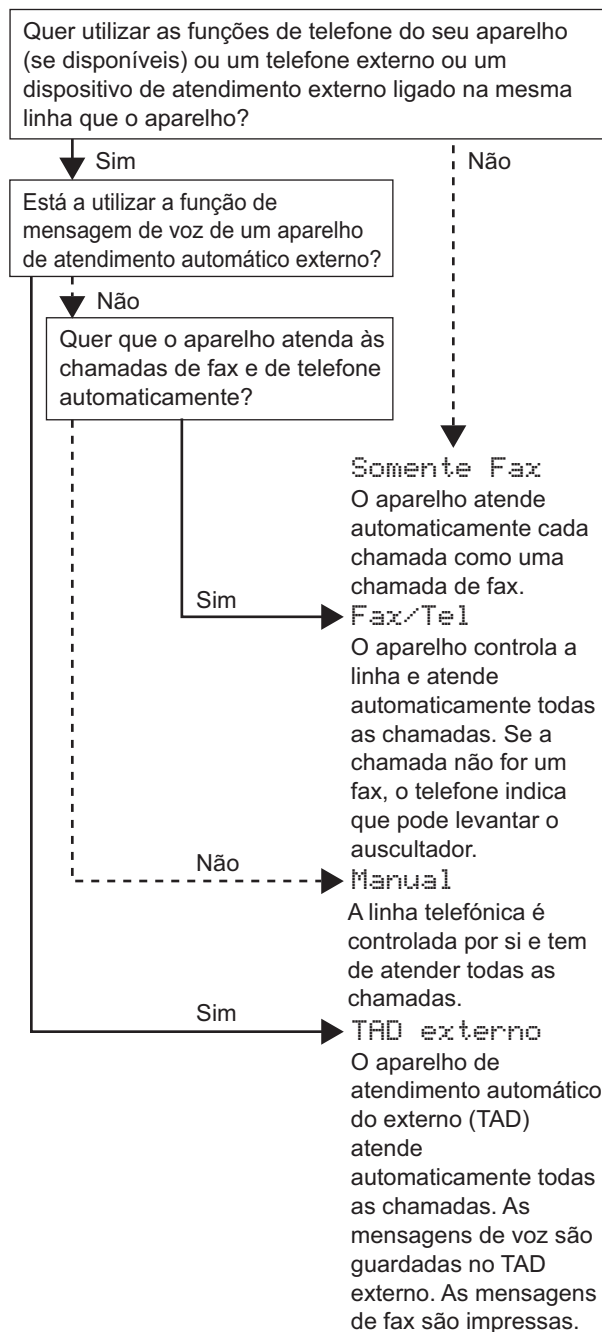 Quer utilizar as funções de telefone do seu aparelho
(se disponíveis) ou um telefone externo ou um
dispositivo de atendimento externo ligado na mesma
linha que o aparelho?
Sim
Não
Está a utilizar a função de
mensagem de voz de um aparelho
de atendimento automático externo?
Não
Quer que o aparelho atenda às
chamadas de fax e de telefone
automaticamente?
Somente Fax
O aparelho atende
automaticamente cada
chamada como uma
chamada de fax.
Sim
Fax/Tel
O aparelho controla a
linha e atende
automaticamente todas
as chamadas. Se a
chamada não for um
fax, o telefone indica
que pode levantar o
auscultador.
Não
Manual
A linha telefónica é
controlada por si e tem
de atender todas as
chamadas.
Sim
TAD externo
O aparelho de
atendimento automático
do externo (TAD)
atende
automaticamente todas
as chamadas. As
mensagens de voz são
guardadas no TAD
externo. As mensagens
de fax são impressas.